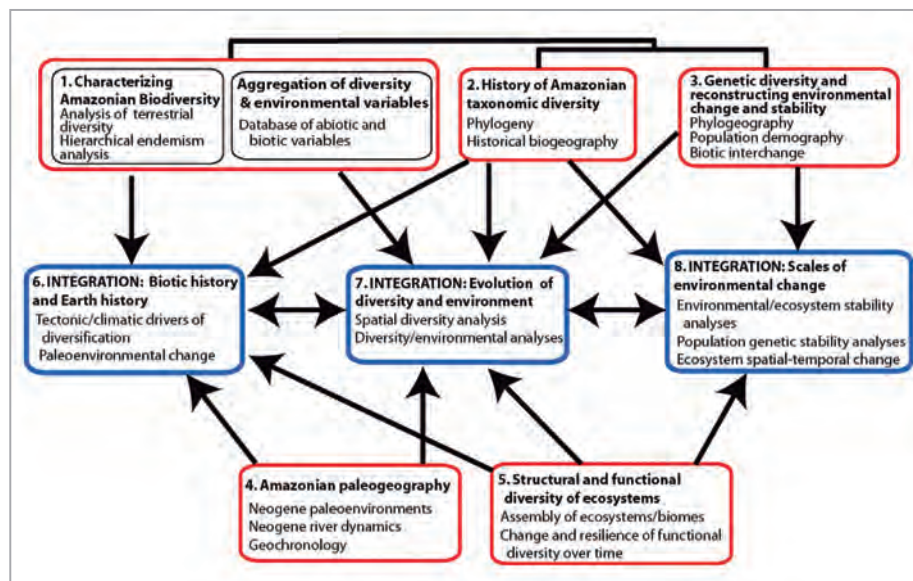 1. Characterizing
Amazonian Biodiversity
Analysis of terrestrial
diversity
Hierarchical endemism
analysis
Aggregation of diversity
& environmental variables
Database of abiotic and
biotic variables
2. History of Amazonian
taxonomic diversity
Phylogeny
Historical biogeography
3. Genetic diversity and
reconstructing environmental
change and stability
Phylogeography
Population demography
Biotic interchange
6. INTEGRATION: Biotic history
and Earth history
Tectonic/climatic drivers of
diversification
Paleoenvironmental change
7. INTEGRATION: Evolution of
diversity and environment
Spatial diversity analysis
Diversity/environmental analyses
8. INTEGRATION: Scales of
environmental change
Environmental/ecosystem stability
analyses
Population genetic stability analyses
Ecosystem spatial-temporal change
4. Amazonian paleogeography
Neogene paleoenvironments
Neogene river dynamics
Geochronology
5. Structural and functional
diversity of ecosystems
Assembly of ecosystems/biomes
Change and resilience of functional
diversity over time